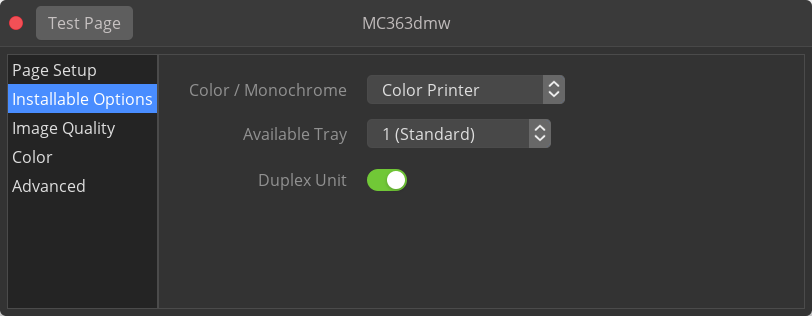 Test Page
MC363dmw
Page Setup
Installable Options
Image Quality
Color
Advanced
Color / Monochrome
Color Printer
Available Tray
1 (Standard)
Duplex Unit